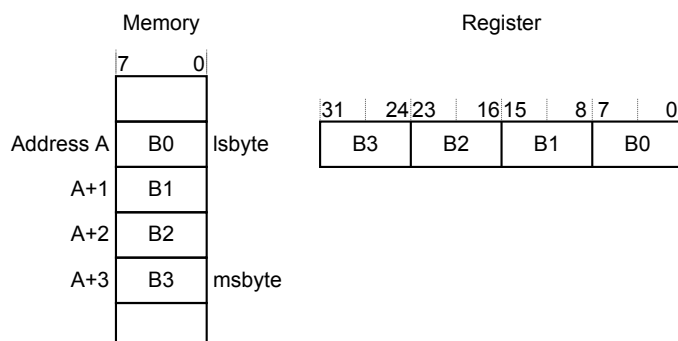 Memory
Register
7 0
31 24 23 16 15 8 7 0
Address A B0 lsbyte
B3 B2 B1 B0
A+1 B1
A+2 B2
A+3 B3 msbyte